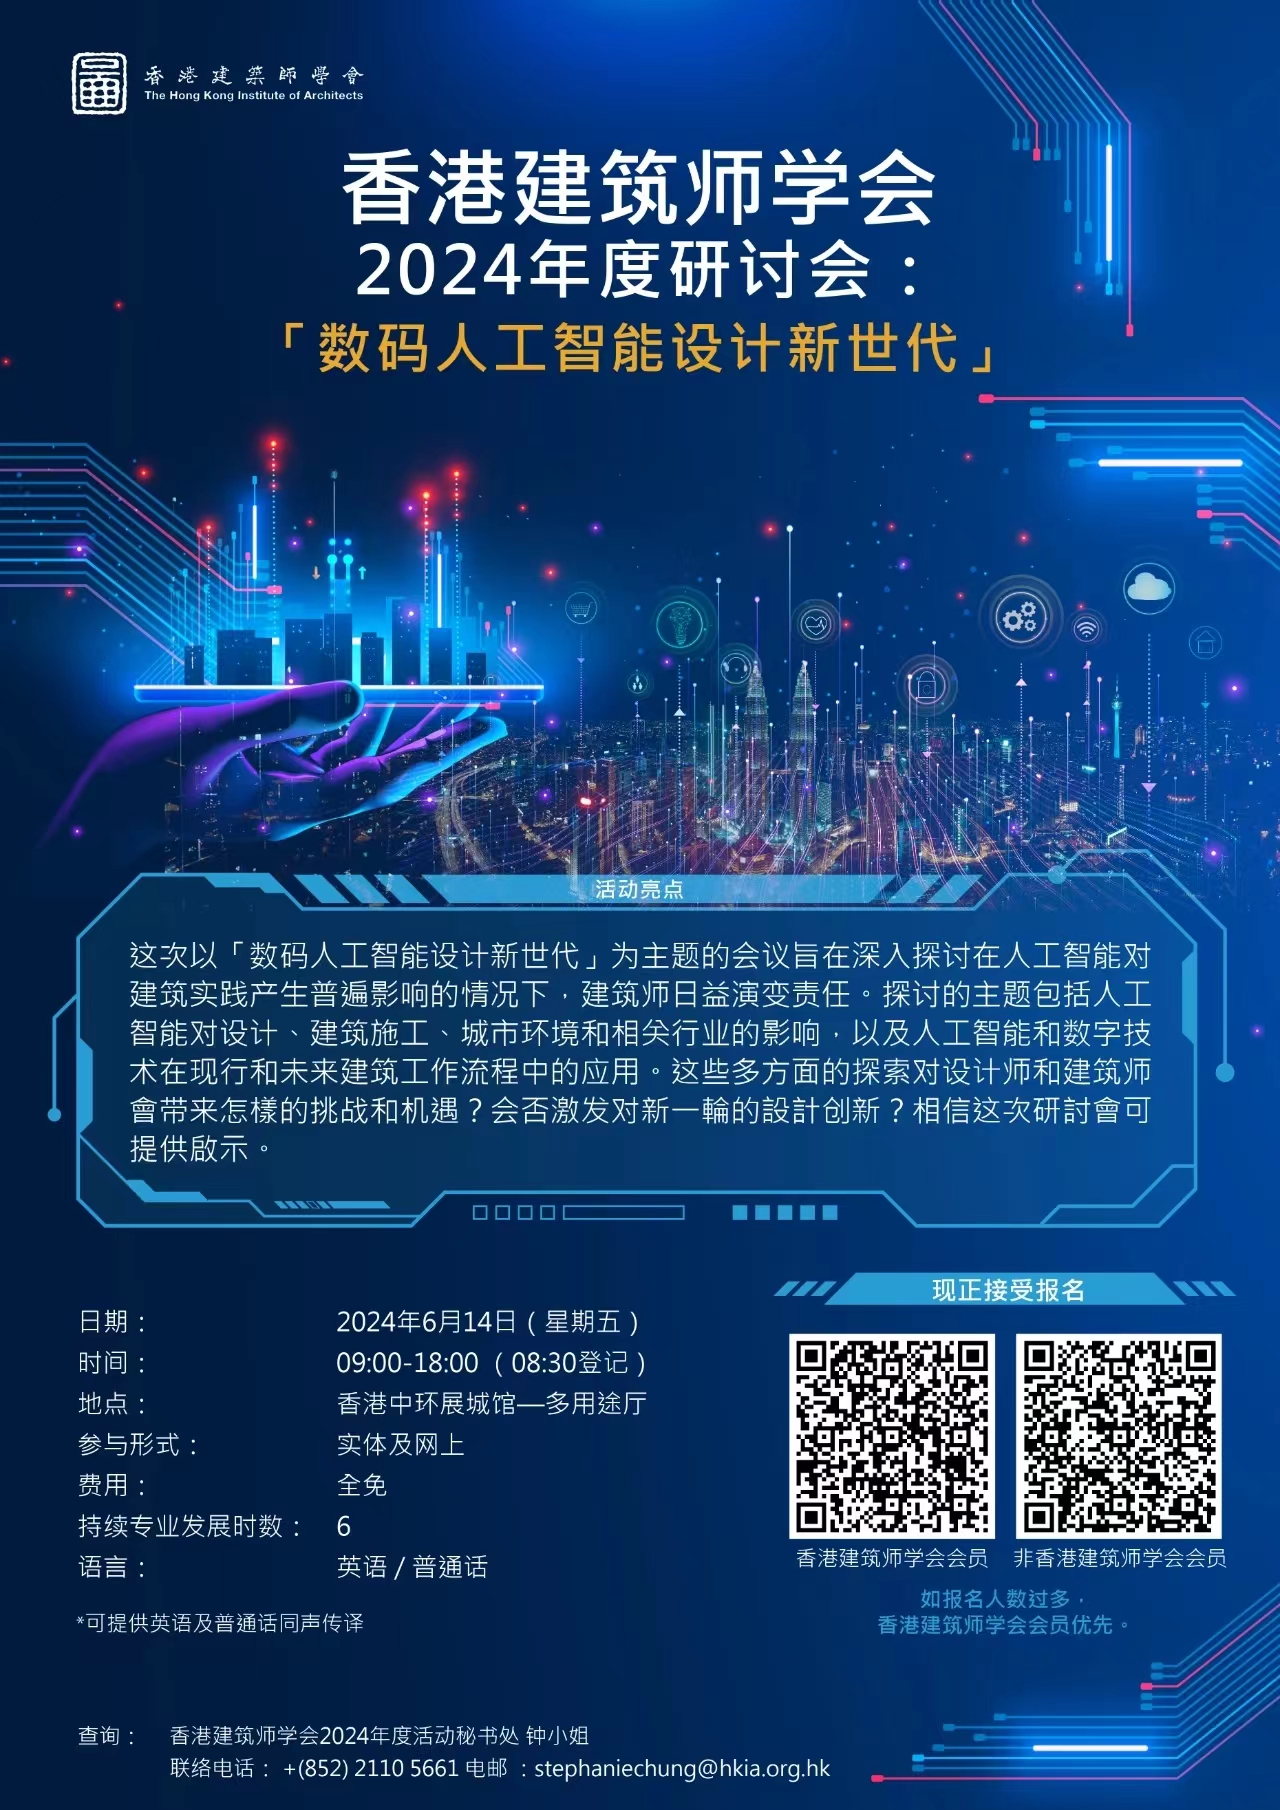 香港建築師學會
The Hong Kong Institute of Architects
香港建筑师学会
2024年度研讨会：
「数码人工智能设计新世代」
活动亮点
这次以「数码人工智能设计新世代」为主题的会议旨在深入探讨在人工智能对
建筑实践产生普遍影响的情况下，建筑师日益演变责任。探讨的主题包括人工
智能对设计、建筑施工、城市环境和相关行业的影响，以及人工智能和数字技
术在现行和未来建筑工作流程中的应用。这些多方面的探索对设计师和建筑师
會带来怎樣的挑战和机遇？会否激发对新一輪的設計创新？相信这次研討會可
提供啟示。
现正接受报名
日期： 2024年6月14日（星期五）
时间： 09:00-18:00 （08:30登记）
地点： 香港中环展城馆—多用途厅
参与形式： 实体及网上
费用： 全免
持续专业发展时数： 6
语言： 英语 / 普通话
*可提供英语及普通话同声传译
香港建筑师学会会员 非香港建筑师学会会员
如报名人数过多，
香港建筑师学会会员优先。
查询： 香港建筑师学会2024年度活动秘书处 钟小姐
联络电话： +(852) 2110 5661 电邮 ：stephaniechung@hkia.org.hk